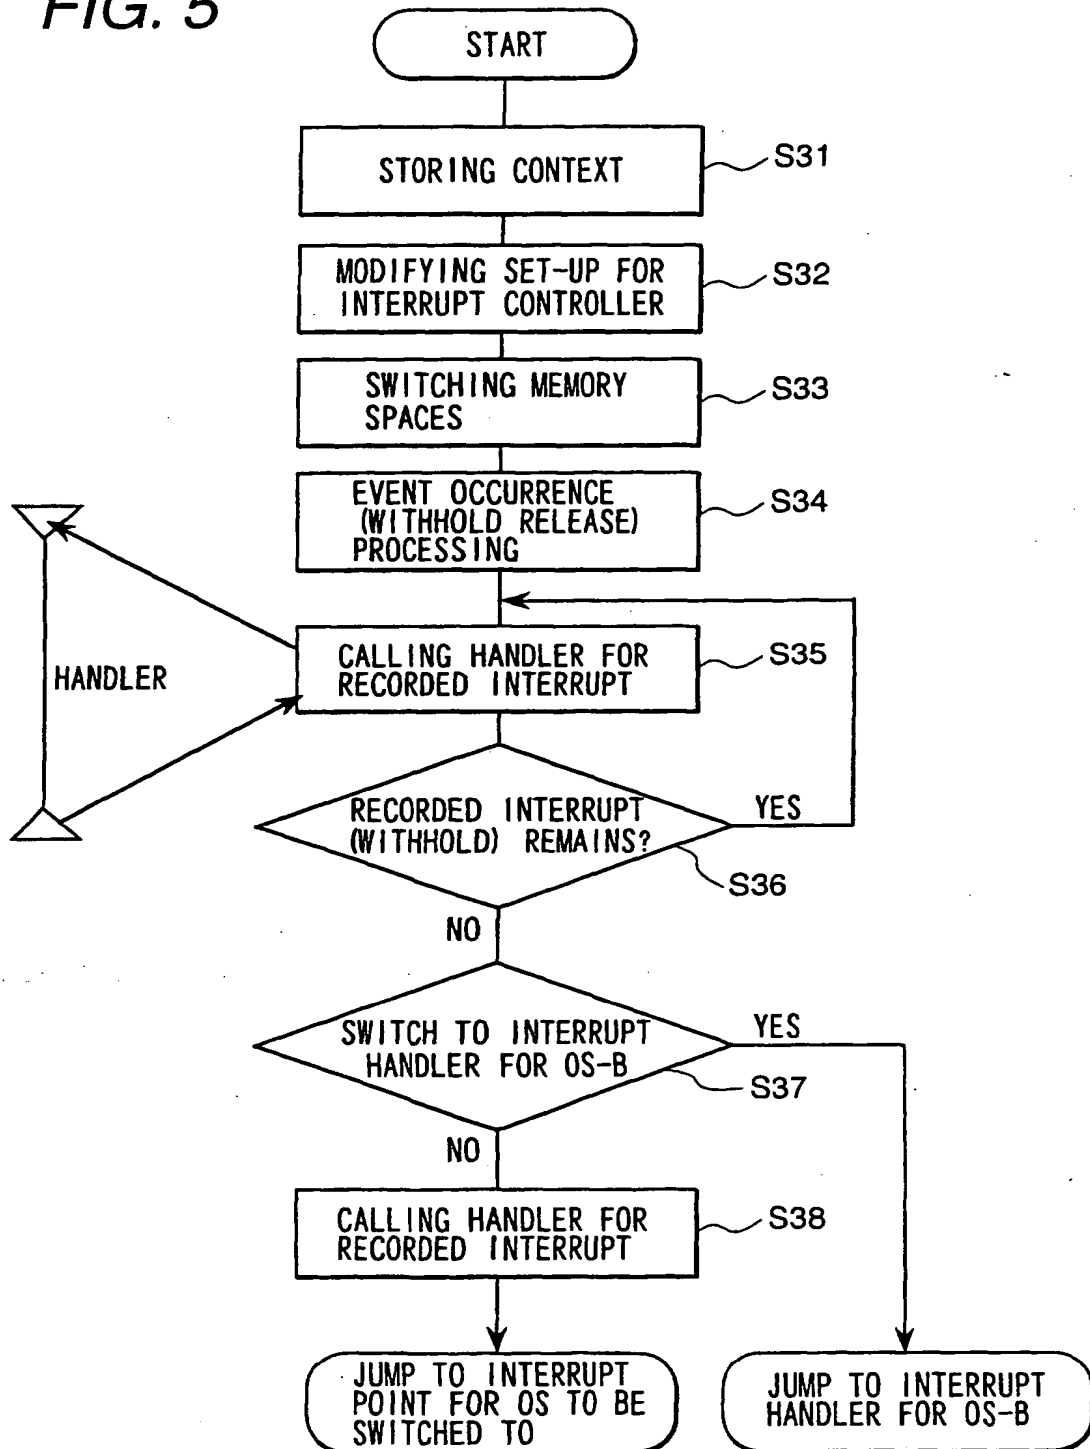 FIG. 5
START
STORING CONTEXT
S31
MODIFYING SET-UP FOR
INTERRUPT CONTROLLER
S32
SWITCHING MEMORY
SPACES
S33
EVENT OCCURRENCE
(WITHHOLD RELEASE)
PROCESSING
S34
HANDLER
CALLING HANDLER FOR
RECORDED INTERRUPT
S35
RECORDED INTERRUPT
(WITHHOLD) REMAINS?
YES
S36
NO
SWITCH TO INTERRUPT
HANDLER FOR OS-B
YES
S37
NO
CALLING HANDLER FOR
RECORDED INTERRUPT
S38
JUMP TO INTERRUPT
POINT FOR OS TO BE
SWITCHED TO
JUMP TO INTERRUPT
HANDLER FOR OS-B